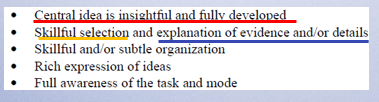 • Central idea is insightful and fully developed
• Skillful selection and explanation of evidence and/or details
• Skillful and/or subtle organization
• Rich expression of ideas
• Full awareness of the task and mode